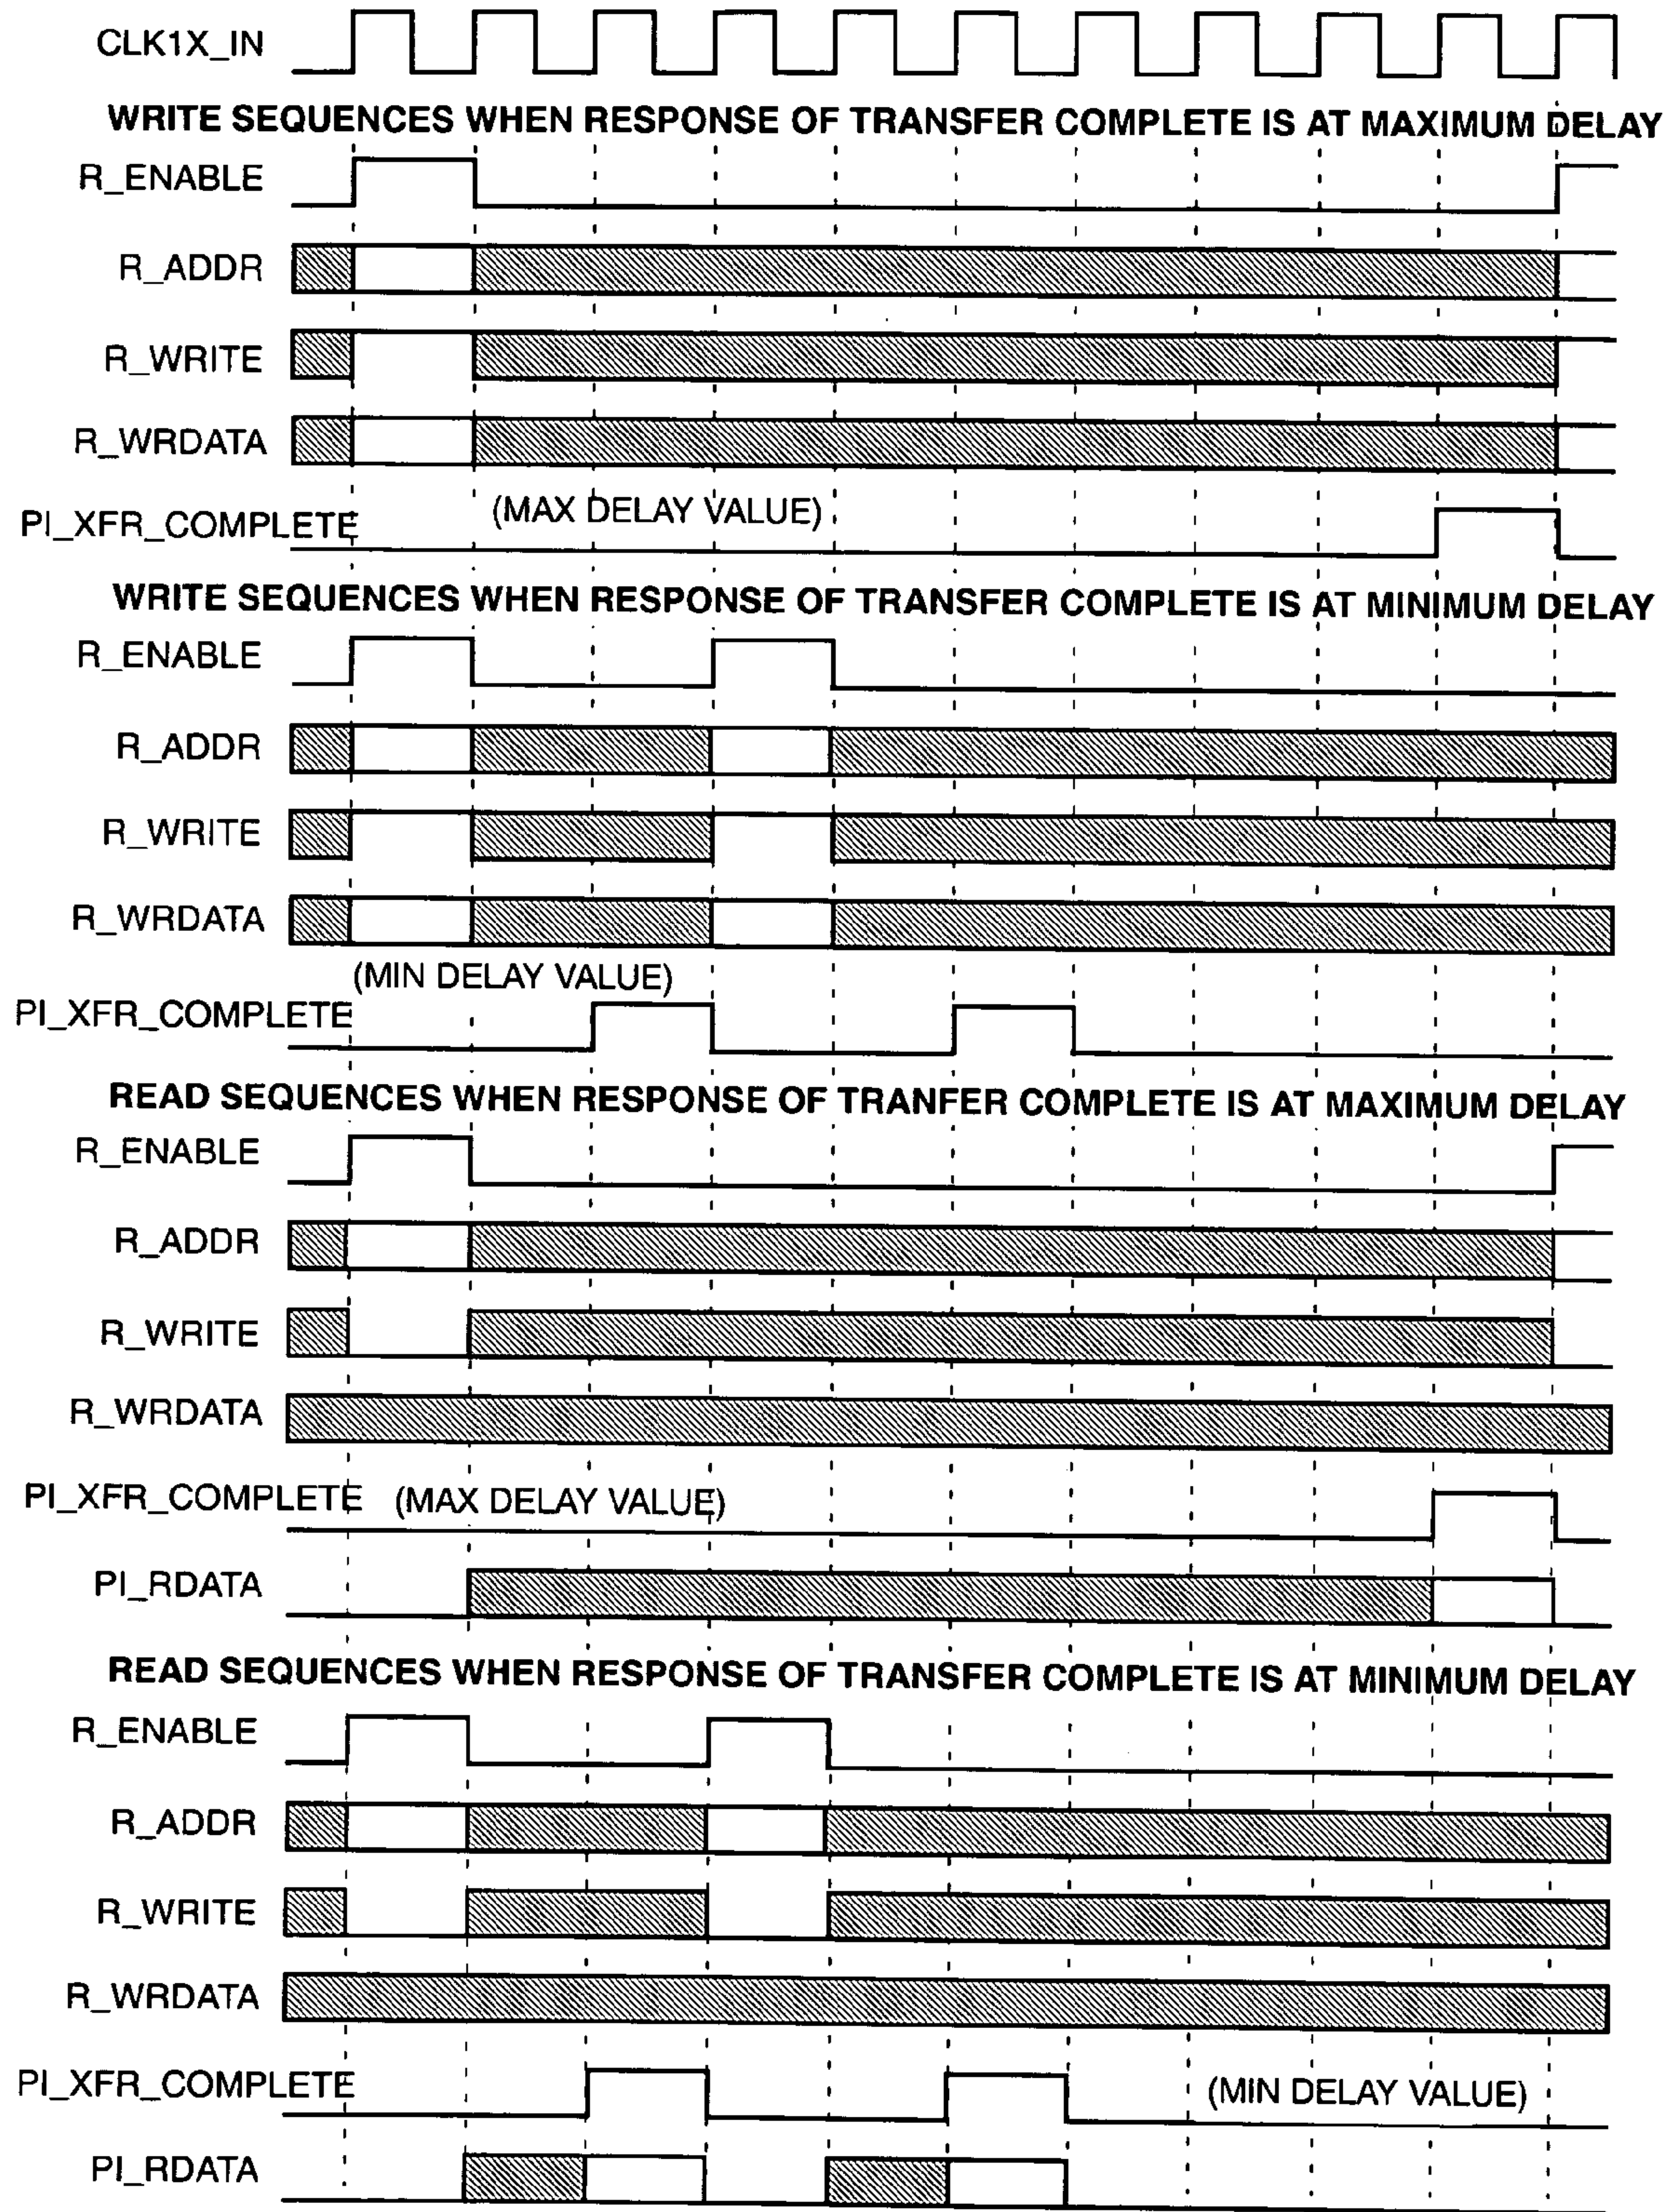 CLK1X_IN
WRITE SEQUENCES WHEN RESPONSE OF TRANSFER COMPLETE IS AT MAXIMUM DELAY
R_ENABLE
R_ADDR
R_WRITE
R_WRDATA
PI_XFR_COMPLETE (MAX DELAY VALUE)
WRITE SEQUENCES WHEN RESPONSE OF TRANSFER COMPLETE IS AT MINIMUM DELAY
R_ENABLE
R_ADDR
R_WRITE
R_WRDATA
(MIN DELAY VALUE)
PI_XFR_COMPLETE
READ SEQUENCES WHEN RESPONSE OF TRANFER COMPLETE IS AT MAXIMUM DELAY
R_ENABLE
R_ADDR
R_WRITE
R_WRDATA
PI_XFR_COMPLETE (MAX DELAY VALUE)
PI_RDATA
READ SEQUENCES WHEN RESPONSE OF TRANSFER COMPLETE IS AT MINIMUM DELAY
R_ENABLE
R_ADDR
R_WRITE
R_WRDATA
PI_XFR_COMPLETE (MIN DELAY VALUE)
PI_RDATA